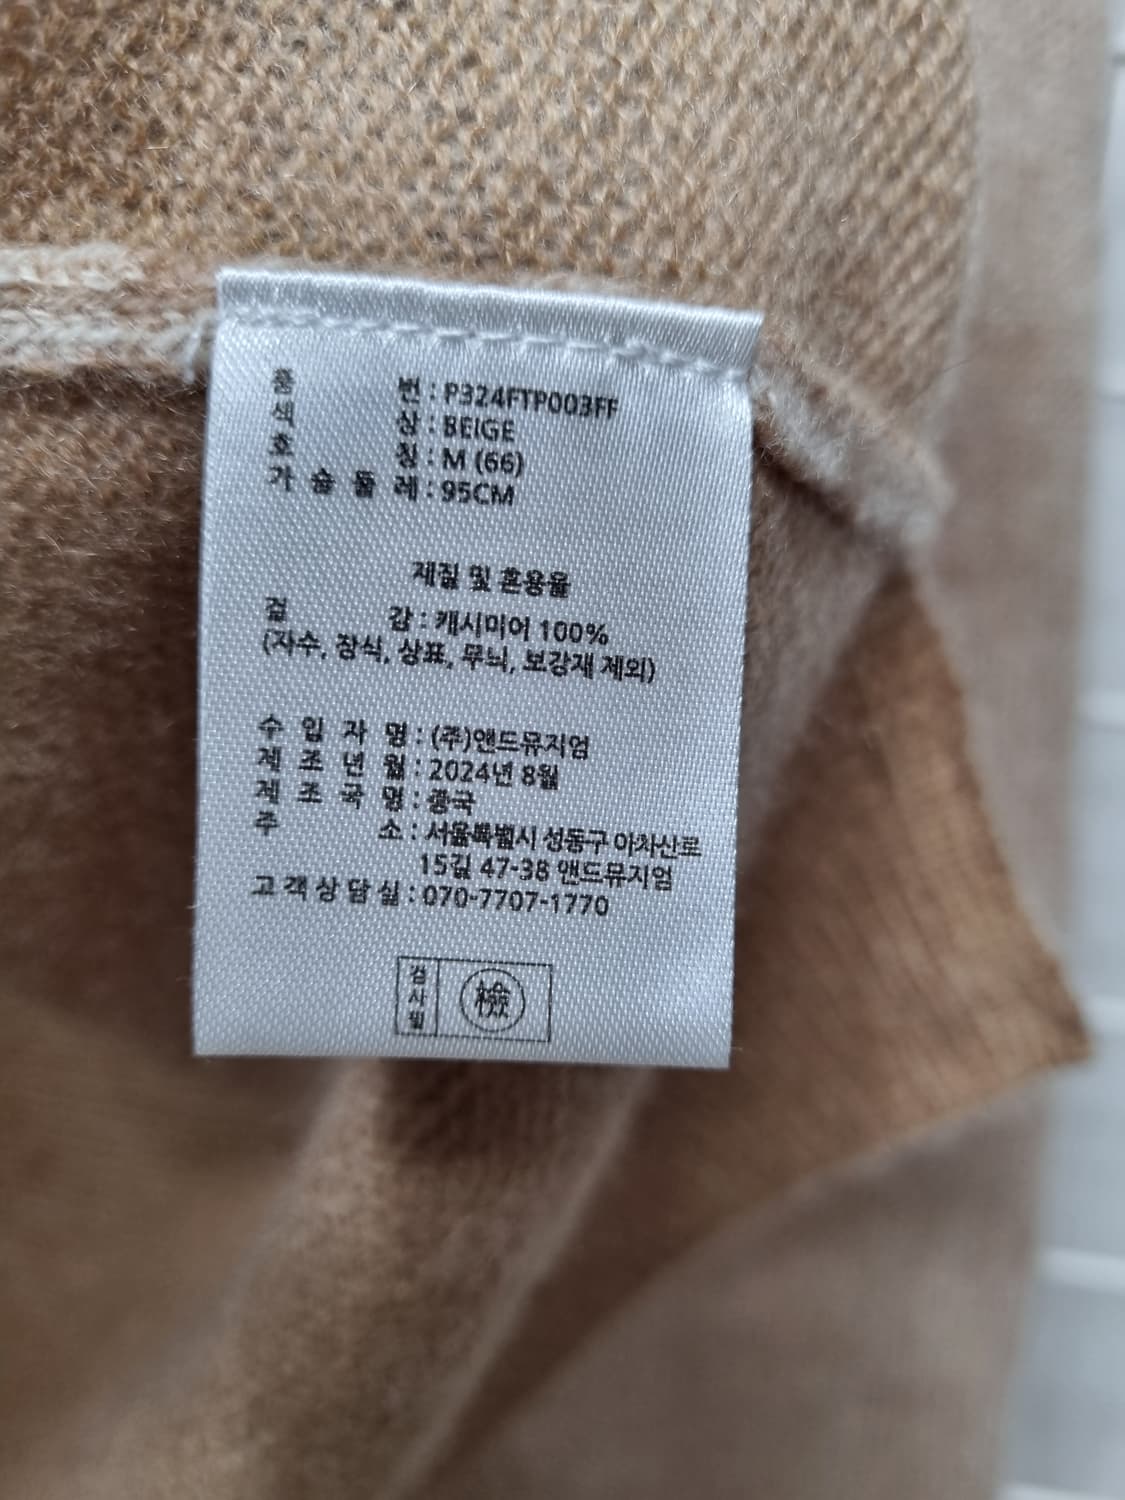 품 번 : P324FTP003FF
색 상 : BEIGE
호 칭 : M (66)
가 슴 둘 레 : 95CM
재질 및 혼용율
겉 감 : 캐시미어 100%
(자수, 장식, 상표, 무늬, 보강재 제외)
수 입 자 명 : (주)앤드뮤지엄
제 조 년 월 : 2024년 8월
제 조 국 명 : 중국
주 소 : 서울특별시 성동구 아차산로
15길 47-38 앤드뮤지엄
고객상담실 : 070-7707-1770
검사필 檢